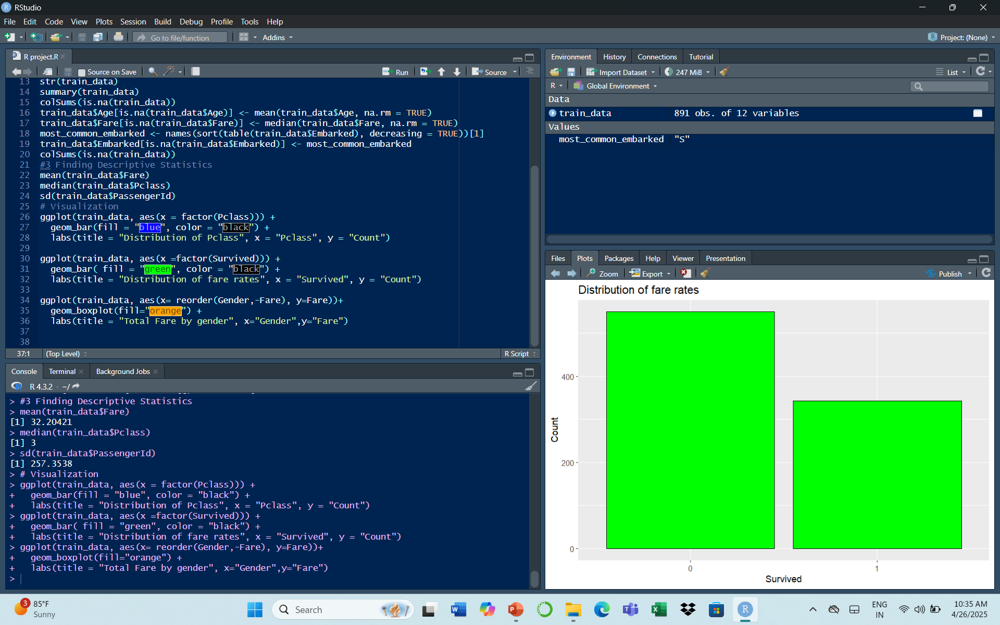 RStudio
File Edit Code View Plots Session Build Debug Profile Tools Help
Go to file/function Addins Project: (None)
R project.R
Source on Save Run Source
13 str(train_data)
14 summary(train_data)
15 colSums(is.na(train_data))
16 train_data$Age[is.na(train_data$Age)] <- mean(train_data$Age, na.rm = TRUE)
17 train_data$Fare[is.na(train_data$Fare)] <- median(train_data$Fare, na.rm = TRUE)
18 most_common_embarked <- names(sort(table(train_data$Embarked), decreasing = TRUE))[1]
19 train_data$Embarked[is.na(train_data$Embarked)] <- most_common_embarked
20 colSums(is.na(train_data))
21 #3 Finding Descriptive Statistics
22 mean(train_data$Fare)
23 median(train_data$Pclass)
24 sd(train_data$PassengerId)
25 # Visualization
26 ggplot(train_data, aes(x = factor(Pclass))) +
27 geom_bar(fill = "blue", color = "black") +
28 labs(title = "Distribution of Pclass", x = "Pclass", y = "Count")
29
30 ggplot(train_data, aes(x =factor(Survived))) +
31 geom_bar( fill = "green", color = "black") +
32 labs(title = "Distribution of fare rates", x = "Survived", y = "Count")
33
34 ggplot(train_data, aes(x= reorder(Gender,-Fare), y=Fare))+
35 geom_boxplot(fill="orange") +
36 labs(title = "Total Fare by gender", x="Gender",y="Fare")
37
38
37:1 (Top Level) R Script
Console Terminal Background Jobs
R 4.3.2 · ~/
> #3 Finding Descriptive Statistics
> mean(train_data$Fare)
[1] 32.20421
> median(train_data$Pclass)
[1] 3
> sd(train_data$PassengerId)
[1] 257.3538
> # Visualization
> ggplot(train_data, aes(x = factor(Pclass))) +
+ geom_bar(fill = "blue", color = "black") +
+ labs(title = "Distribution of Pclass", x = "Pclass", y = "Count")
> ggplot(train_data, aes(x =factor(Survived))) +
+ geom_bar( fill = "green", color = "black") +
+ labs(title = "Distribution of fare rates", x = "Survived", y = "Count")
> ggplot(train_data, aes(x= reorder(Gender,-Fare), y=Fare))+
+ geom_boxplot(fill="orange") +
+ labs(title = "Total Fare by gender", x="Gender",y="Fare")
>
Environment History Connections Tutorial
Import Dataset 247 MiB List
R Global Environment
Data
train_data 891 obs. of 12 variables
Values
most_common_embarked "S"
Files Plots Packages Help Viewer Presentation
Zoom Export Publish
Distribution of fare rates
Count
400
200
0
0 1
Survived
3 85°F
Sunny
Search
ENG
IN
10:35 AM
4/26/2025